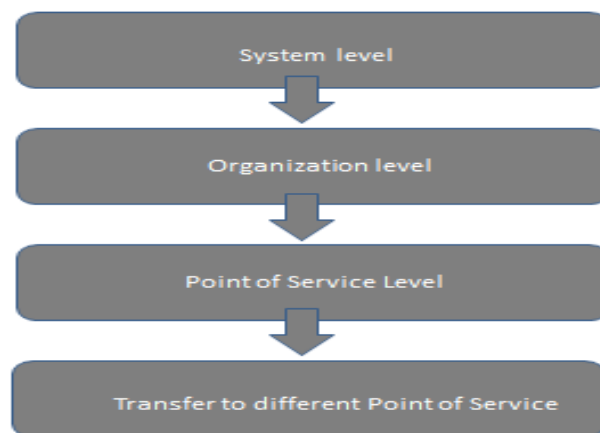 System level
Organization level
Point of Service Level
Transfer to different Point of Service